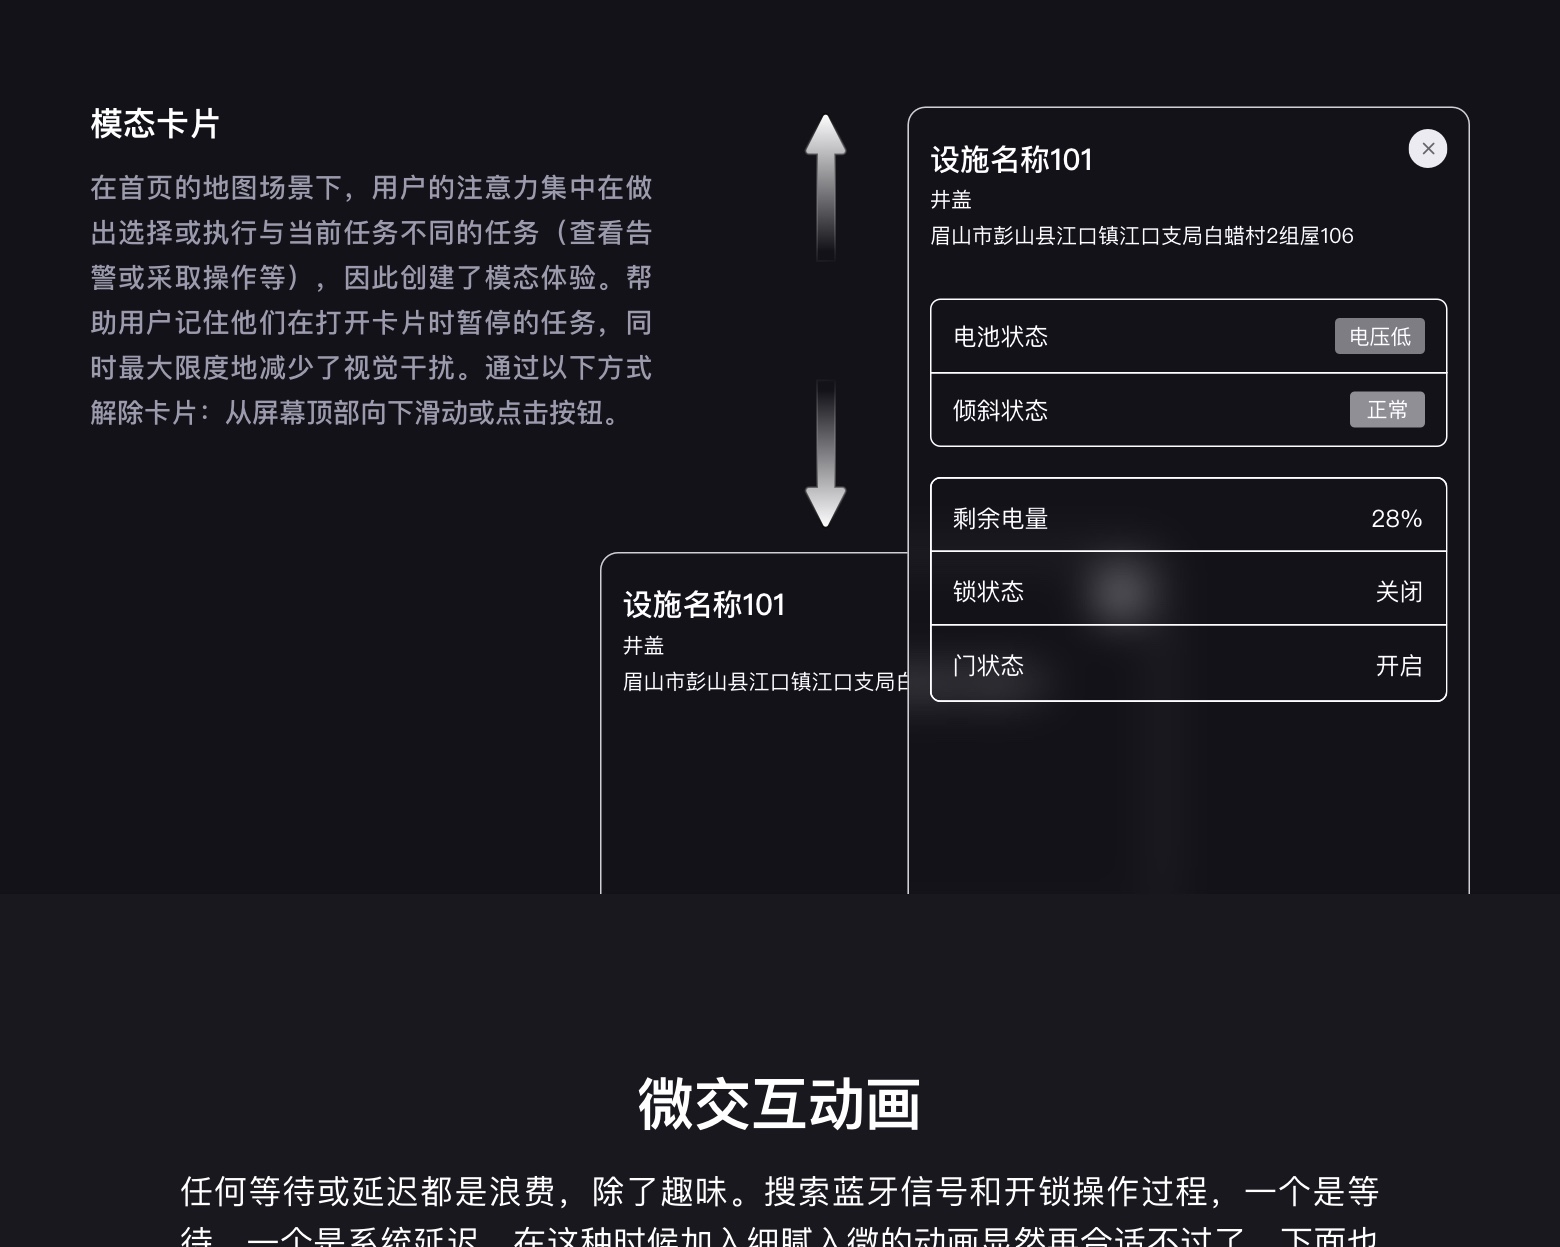 模态卡片
在首页的地图场景下，用户的注意力集中在做
出选择或执行与当前任务不同的任务（查看告
警或采取操作等），因此创建了模态体验。帮
助用户记住他们在打开卡片时暂停的任务，同
时最大限度地减少了视觉干扰。通过以下方式
解除卡片：从屏幕顶部向下滑动或点击按钮。
设施名称101
井盖
眉山市彭山县江口镇江口支局白
设施名称101
井盖
眉山市彭山县江口镇江口支局白蜡村2组屋106
电池状态 电压低
倾斜状态 正常
剩余电量 28%
锁状态 关闭
门状态 开启
微交互动画
任何等待或延迟都是浪费，除了趣味。搜索蓝牙信号和开锁操作过程，一个是等
待，一个是系统延迟，在这种时候加入细腻入微的动画显然再合适不过了。下面也